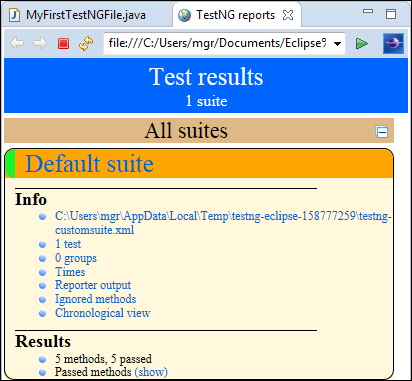 MyFirstTestNGFile.java
TestNG reports
file:///C:/Users/mgr/Documents/Eclipse%
Test results
1 suite
All suites
Default suite
Info
C:\Users\mgr\AppData\Local\Temp\testng-eclipse-158777259\testng-
customsuite.xml
1 test
0 groups
Times
Reporter output
Ignored methods
Chronological view
Results
5 methods, 5 passed
Passed methods (show)